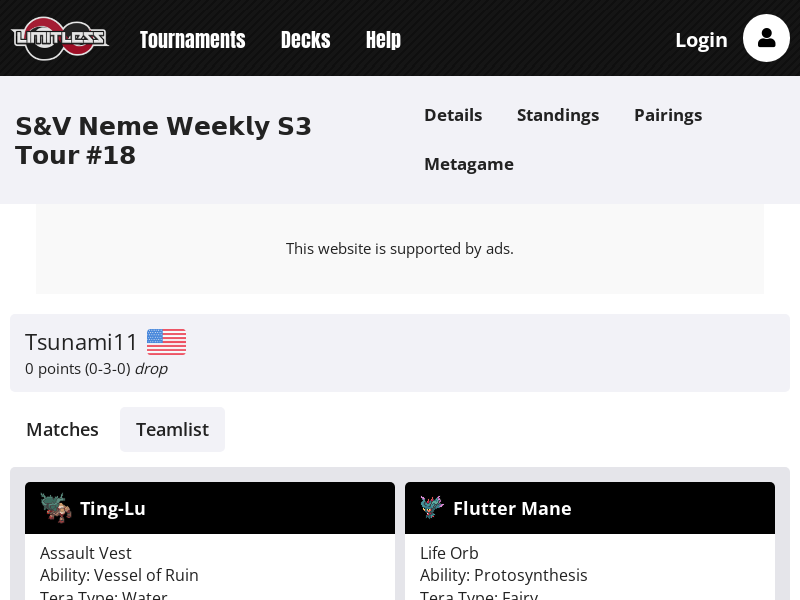 LIMITLESS
Tournaments Decks Help
Login
S&V Neme Weekly S3
Tour #18
Details Standings Pairings
Metagame
This website is supported by ads.
Tsunami11
0 points (0-3-0) drop
Matches Teamlist
Ting-Lu
Assault Vest
Ability: Vessel of Ruin
Tera Type: Water
Flutter Mane
Life Orb
Ability: Protosynthesis
Tera Type: Fairy